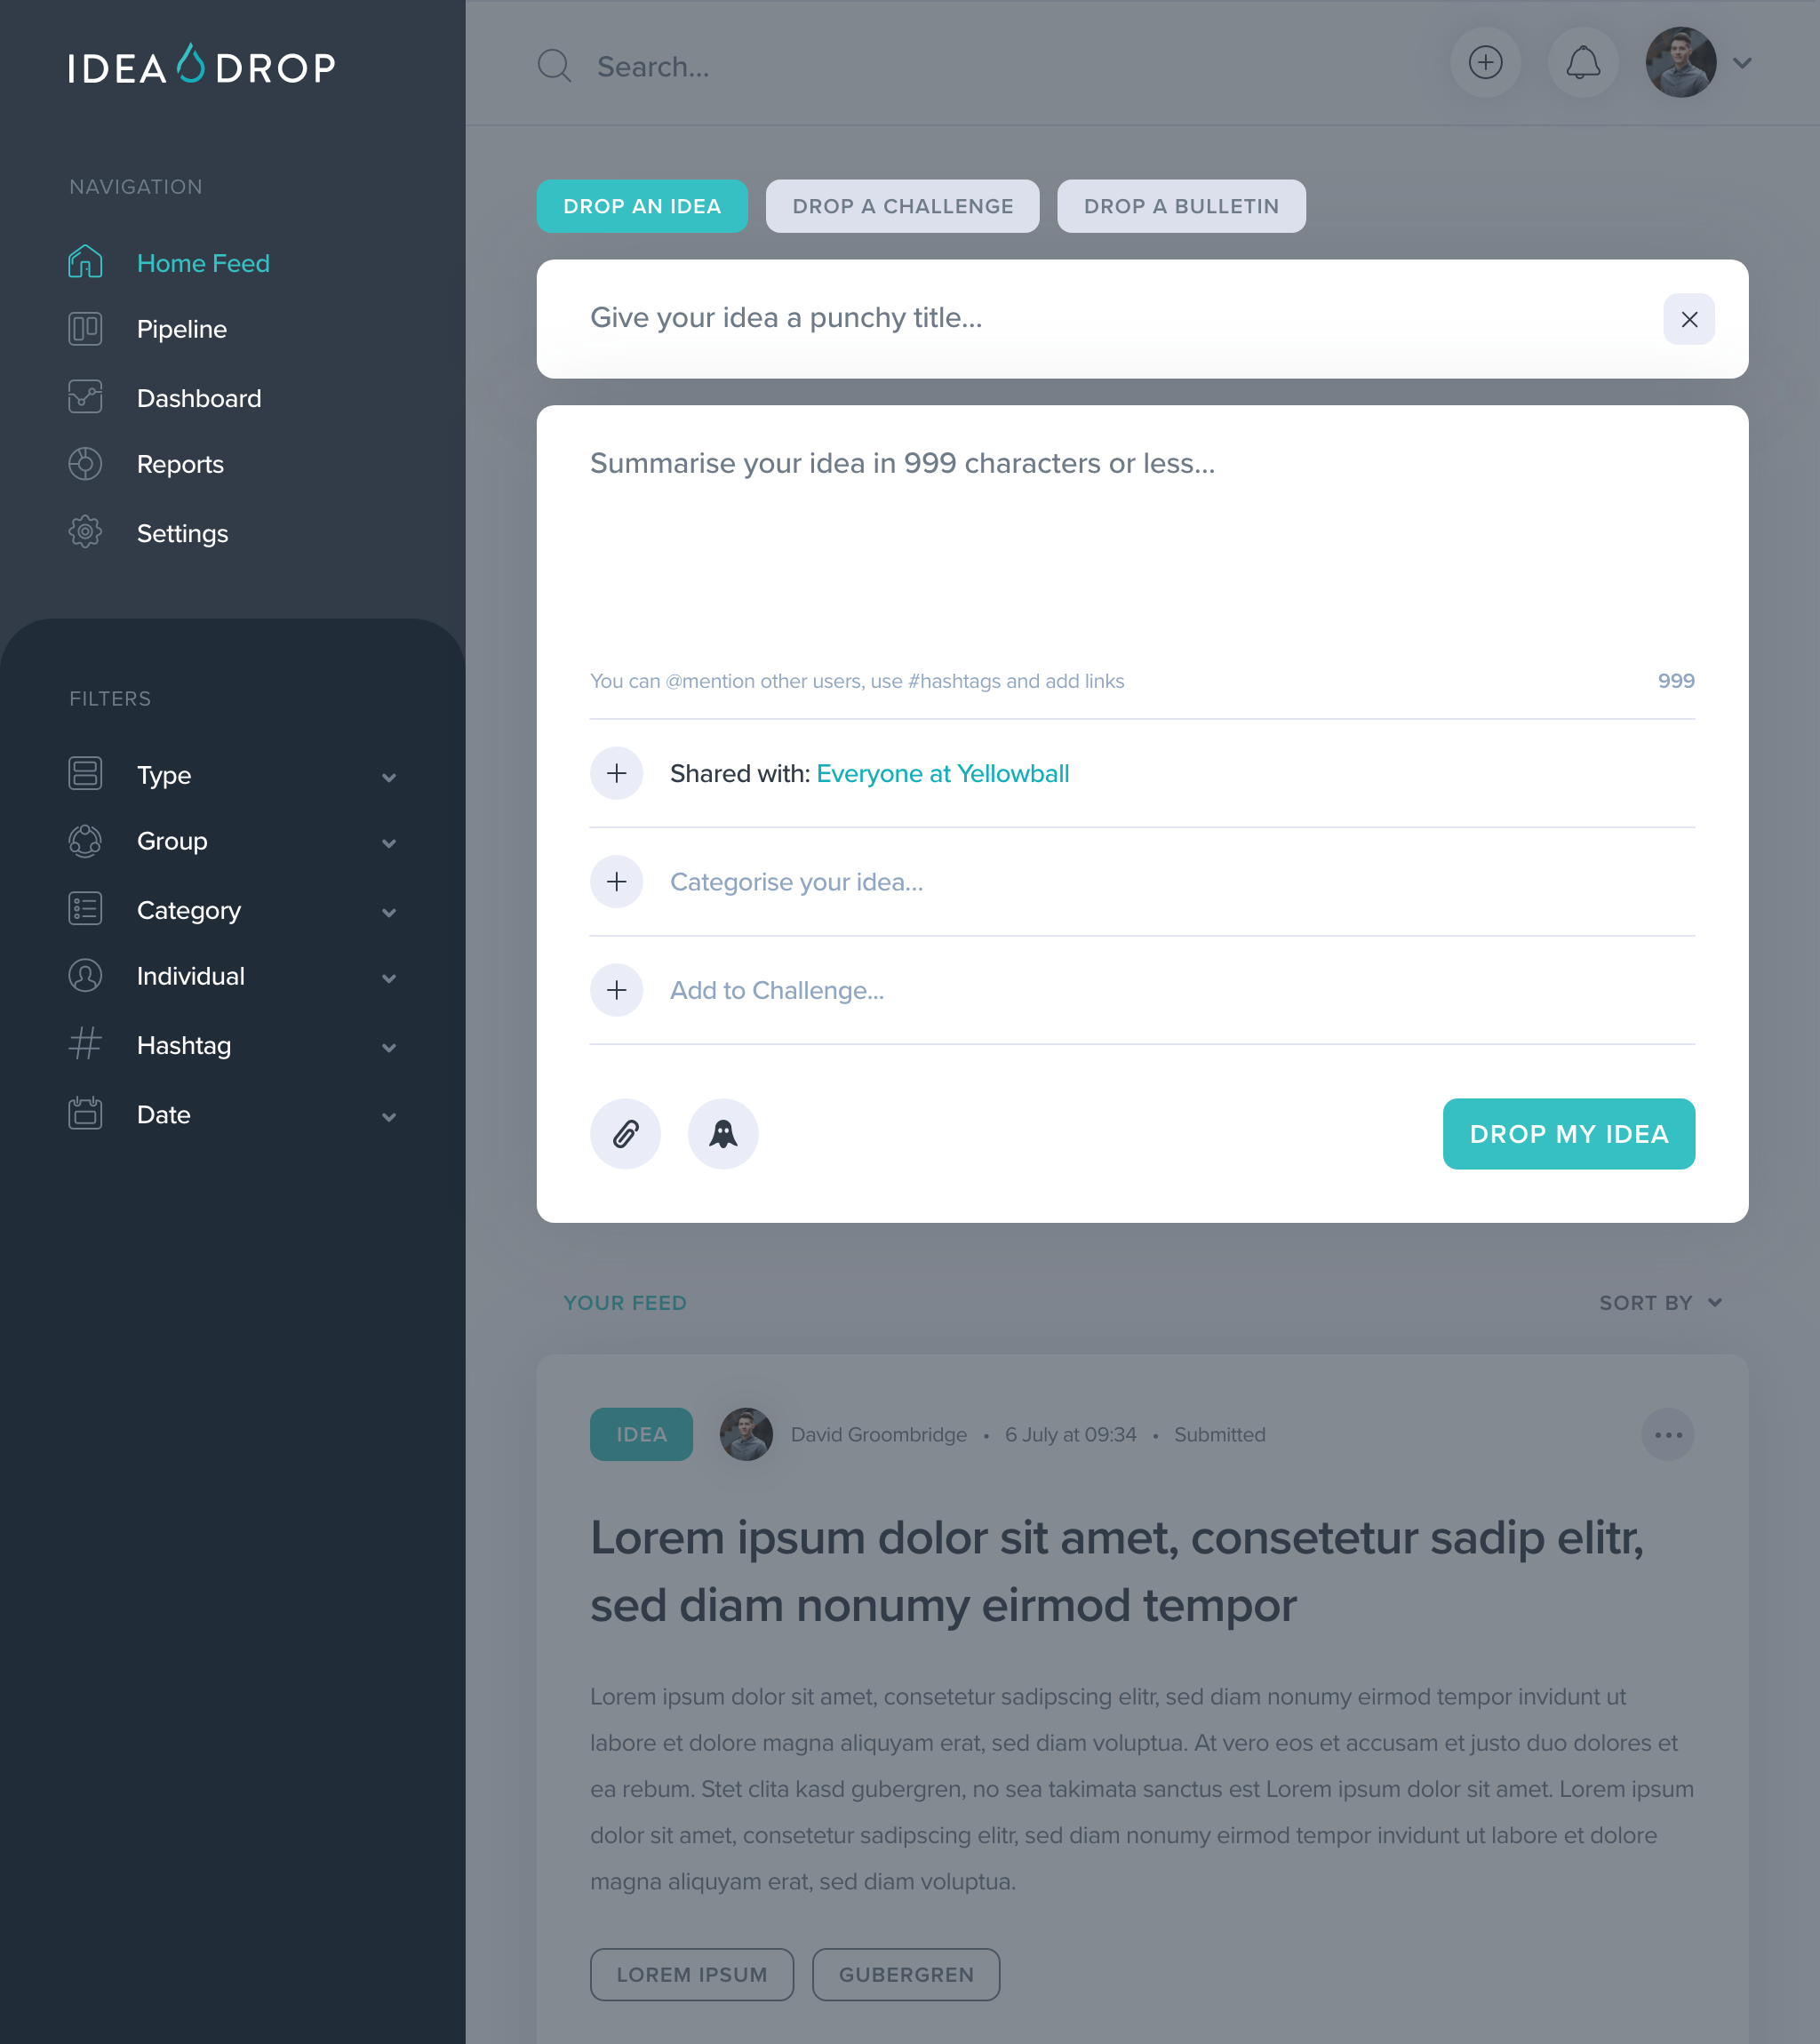 IDEA DROP
NAVIGATION
Home Feed
Pipeline
Dashboard
Reports
Settings
FILTERS
Type
Group
Category
Individual
Hashtag
Date
Search...
DROP AN IDEA
DROP A CHALLENGE
DROP A BULLETIN
Give your idea a punchy title...
Summarise your idea in 999 characters or less...
You can @mention other users, use #hashtags and add links
999
Shared with: Everyone at Yellowball
Categorise your idea...
Add to Challenge...
DROP MY IDEA
YOUR FEED
SORT BY
IDEA
David Groombridge • 6 July at 09:34 • Submitted
Lorem ipsum dolor sit amet, consetetur sadip elitr,
sed diam nonumy eirmod tempor
Lorem ipsum dolor sit amet, consetetur sadipscing elitr, sed diam nonumy eirmod tempor invidunt ut
labore et dolore magna aliquyam erat, sed diam voluptua. At vero eos et accusam et justo duo dolores et
ea rebum. Stet clita kasd gubergren, no sea takimata sanctus est Lorem ipsum dolor sit amet. Lorem ipsum
dolor sit amet, consetetur sadipscing elitr, sed diam nonumy eirmod tempor invidunt ut labore et dolore
magna aliquyam erat, sed diam voluptua.
LOREM IPSUM
GUBERGREN